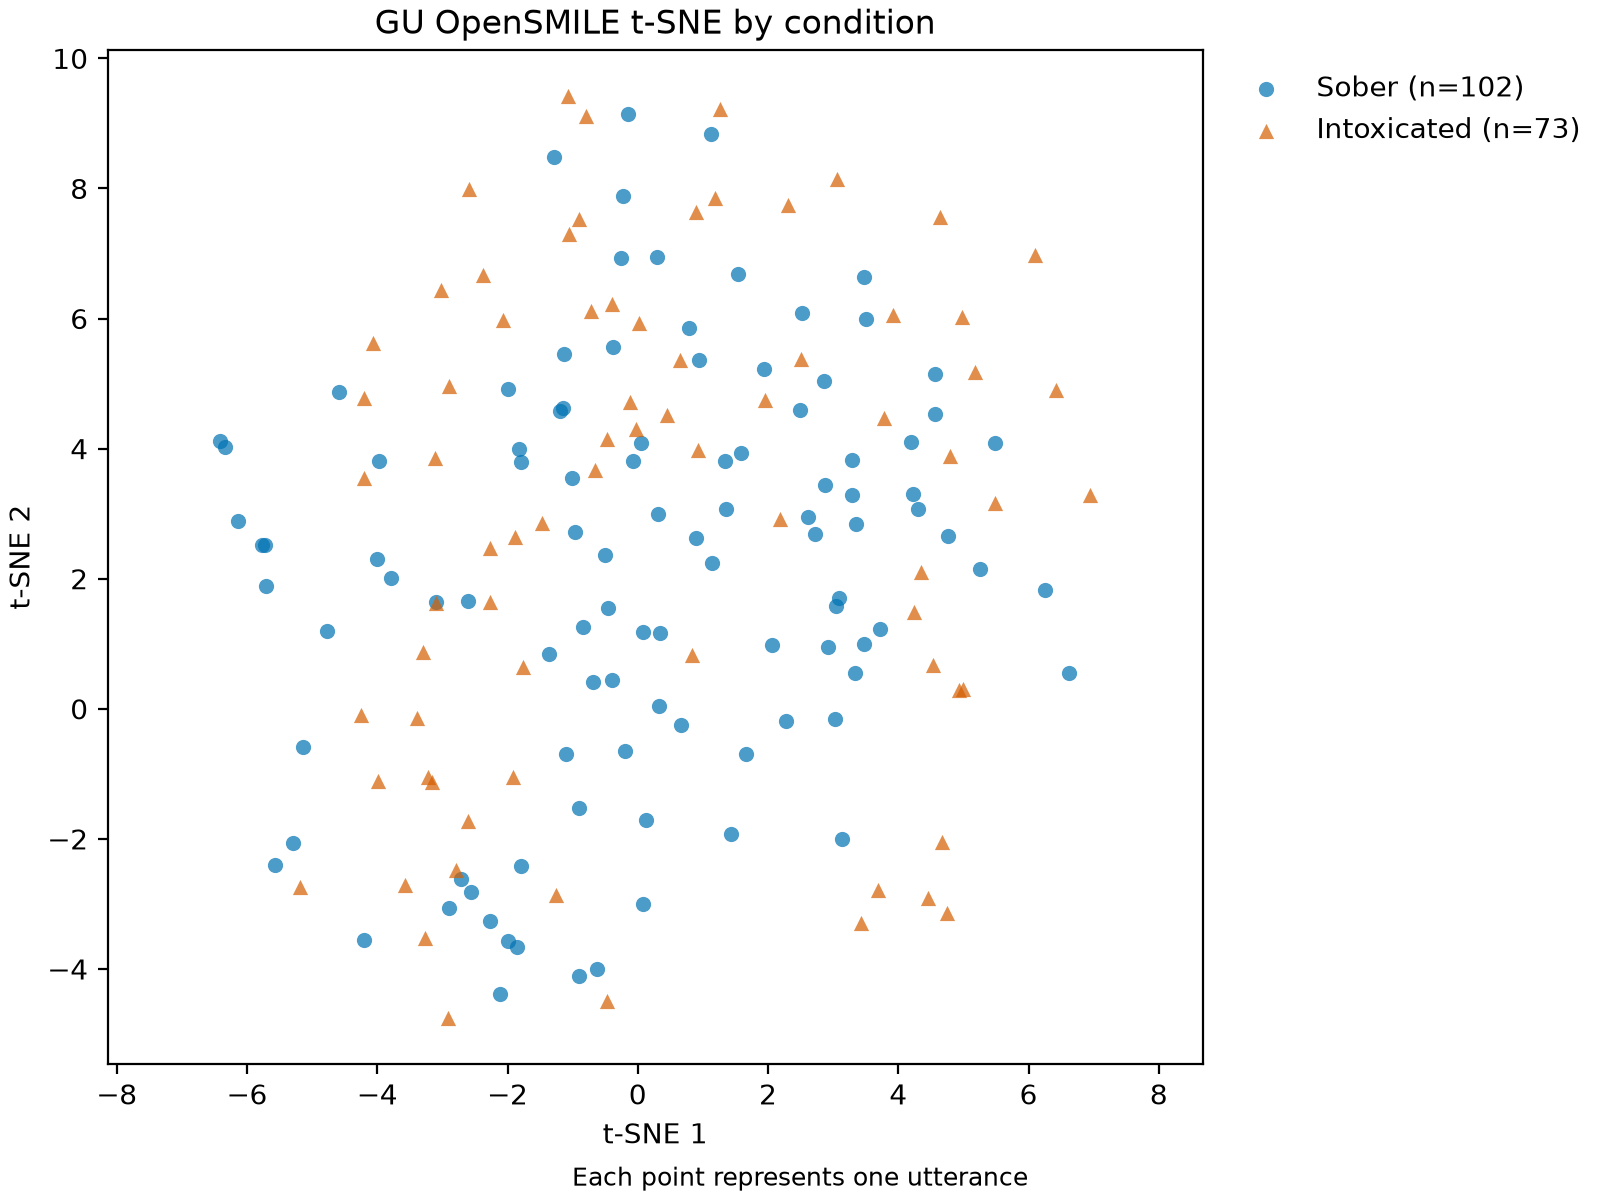 GU OpenSMILE t-SNE by condition
Sober (n=102)
Intoxicated (n=73)
t-SNE 2
10
8
6
4
2
0
−2
−4
−8
−6
−4
−2
0
2
4
6
8
t-SNE 1
Each point represents one utterance